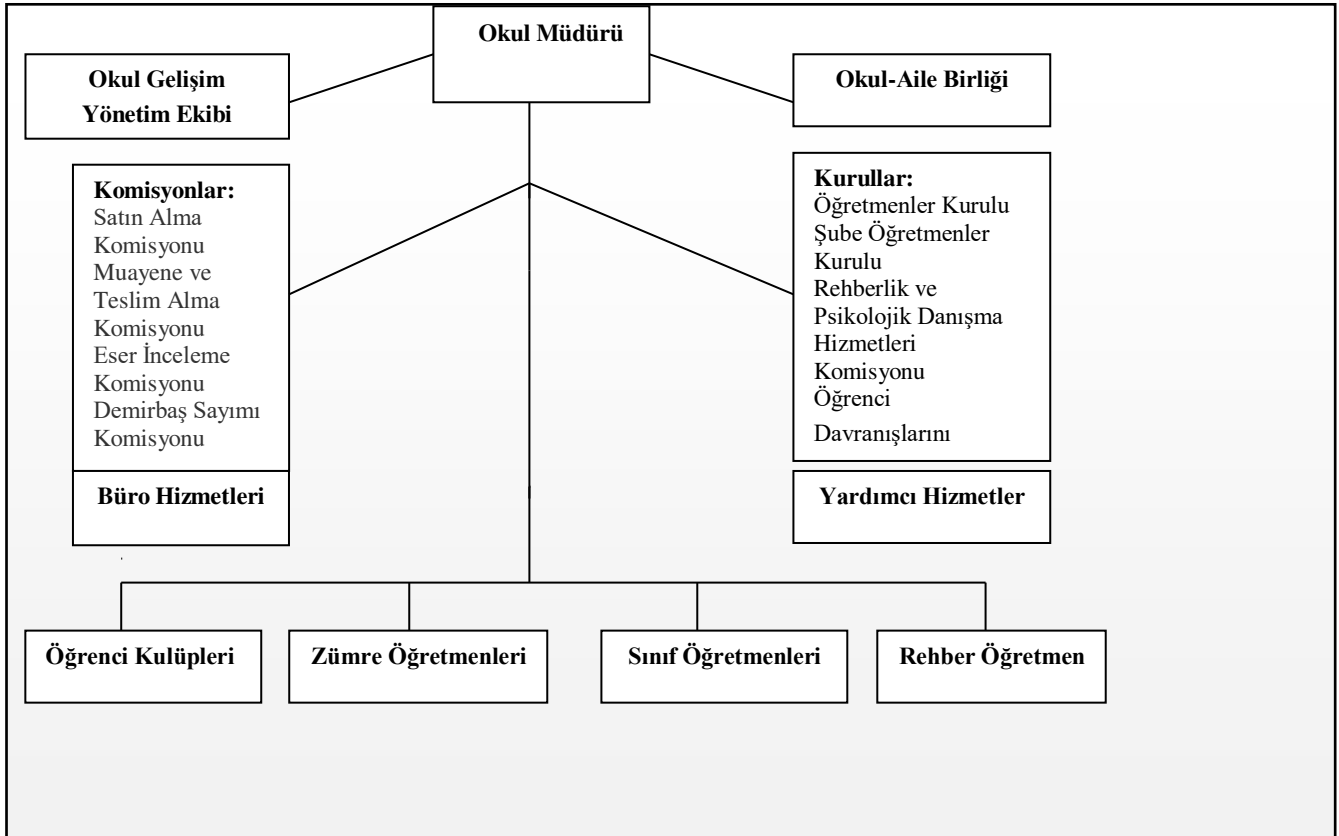 Okul Müdürü
Okul Gelişim
Yönetim Ekibi
Okul-Aile Birliği
Komisyonlar:
Satın Alma
Komisyonu
Muayene ve
Teslim Alma
Komisyonu
Eser İnceleme
Komisyonu
Demirbaş Sayımı
Komisyonu
Kurullar:
Öğretmenler Kurulu
Şube Öğretmenler
Kurulu
Rehberlik ve
Psikolojik Danışma
Hizmetleri
Komisyonu
Öğrenci
Davranışlarını
Büro Hizmetleri
Yardımcı Hizmetler
Öğrenci Kulüpleri
Zümre Öğretmenleri
Sınıf Öğretmenleri
Rehber Öğretmen